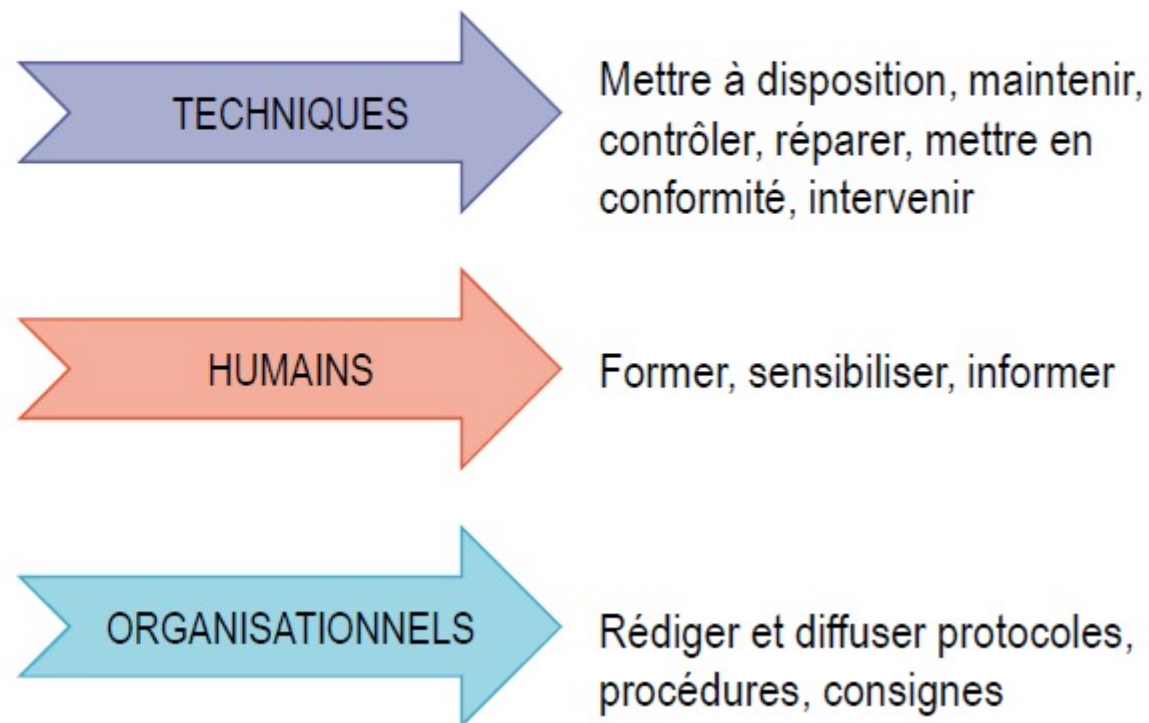 TECHNIQUES
Mettre à disposition, maintenir,
contrôler, réparer, mettre en
conformité, intervenir
HUMAINS
Former, sensibiliser, informer
ORGANISATIONNELS
Rédiger et diffuser protocoles,
procédures, consignes